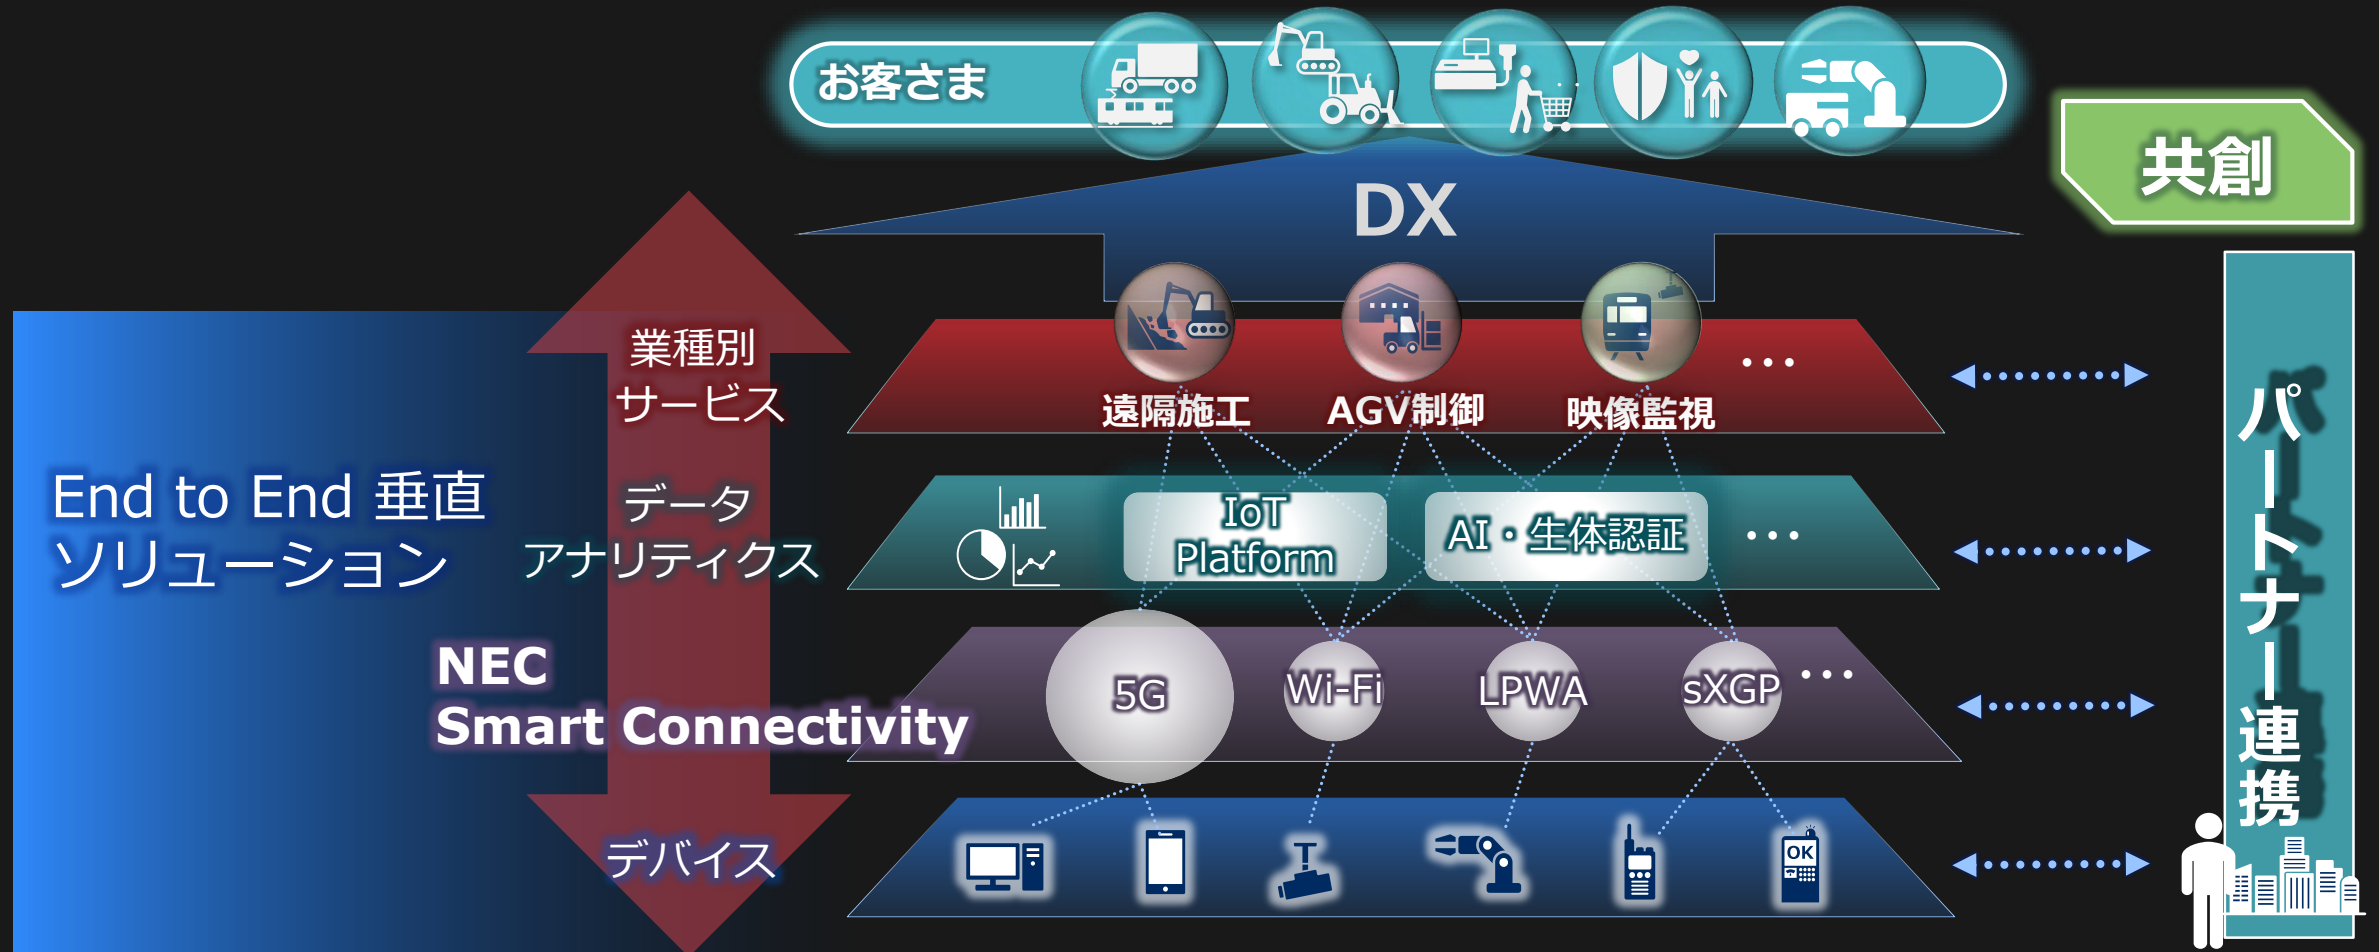 お客さま
DX
共創
業種別
サービス
遠隔施工
AGV制御
映像監視
・・・
End to End 垂直
ソリューション
データ
アナリティクス
IoT
Platform
AI・生体認証
・・・
NEC
Smart Connectivity
5G
Wi-Fi
LPWA
sXGP
・・・
デバイス
OK
パートナー連携